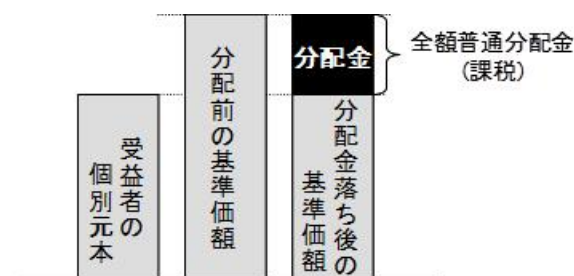 受益者の
個別元本
分配前の基準価額
分配金
分配金落ち後の
基準価額
全額普通分配金
(課税)